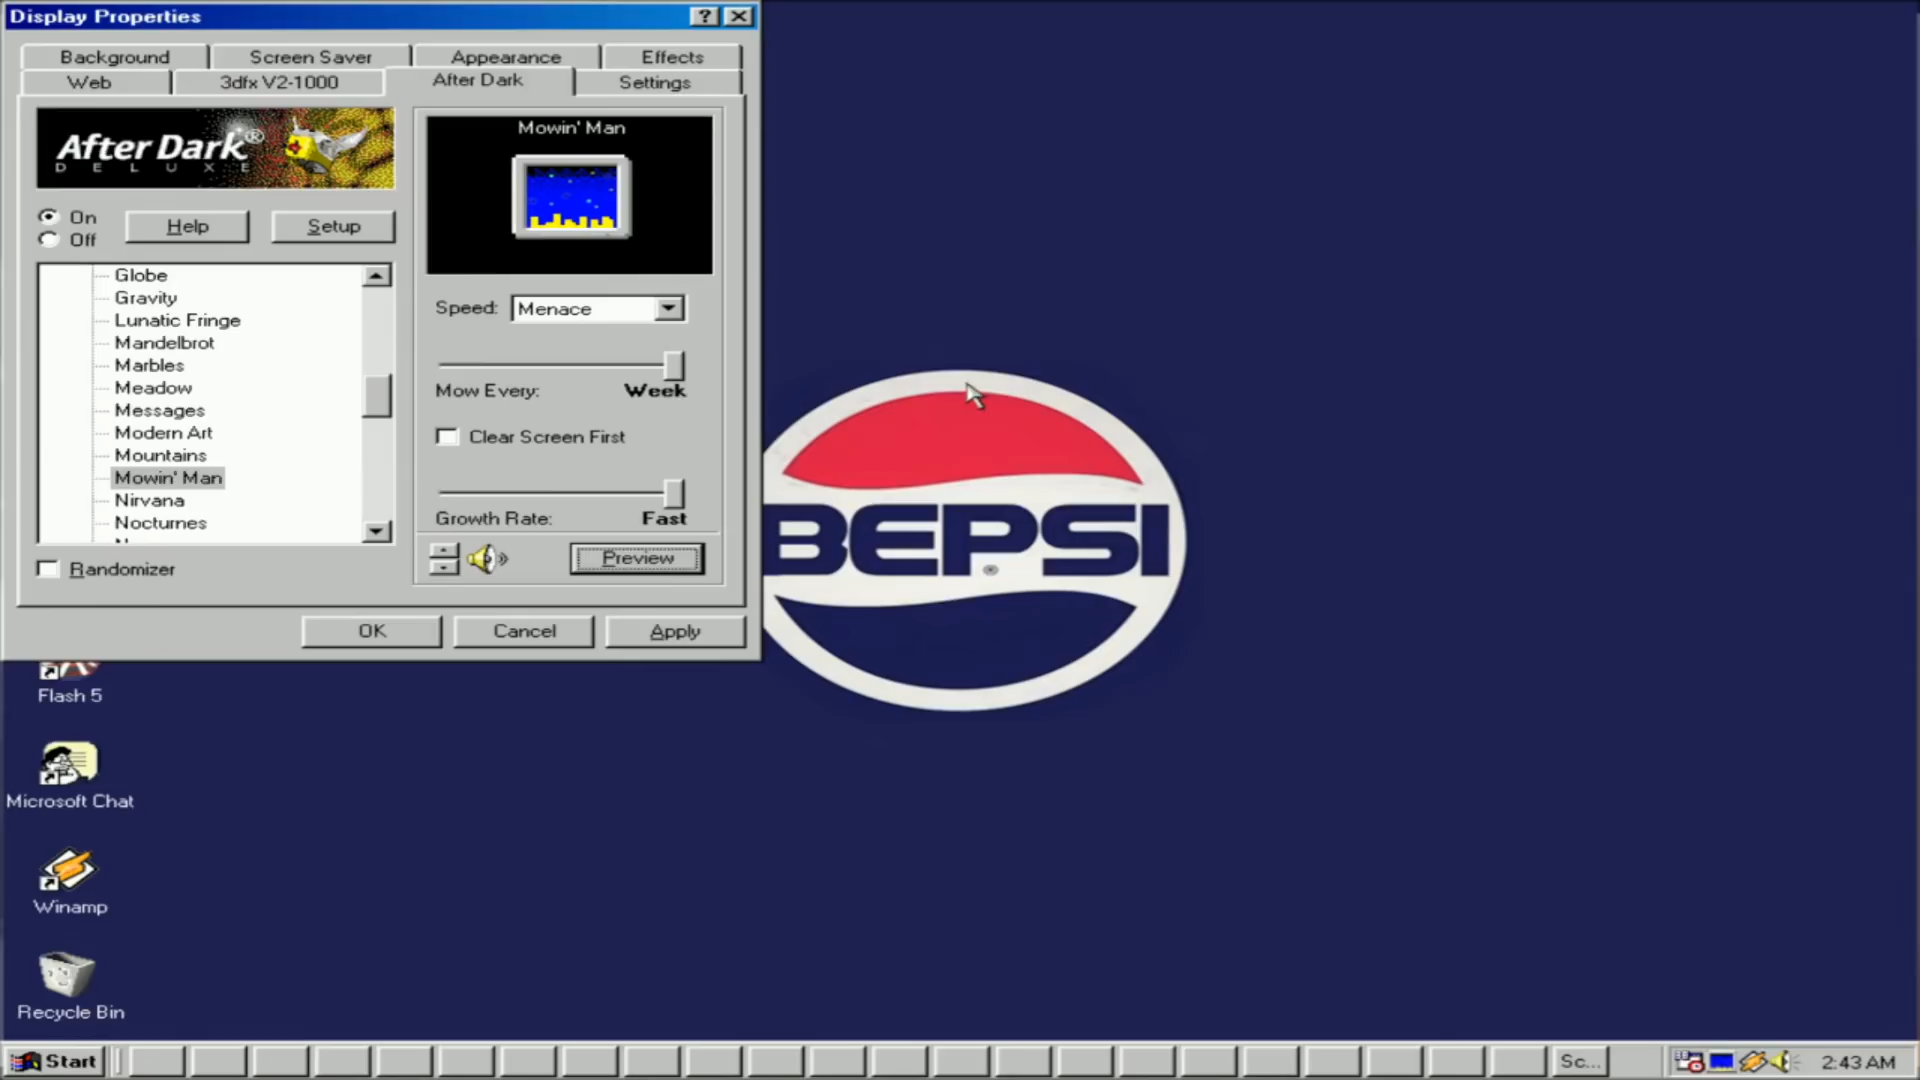 Display Properties
Background
Screen Saver
Appearance
Effects
Web
3dfx V2-1000
After Dark
Settings
After Dark®
DELUXE
On
Off
Help
Setup
Globe
Gravity
Lunatic Fringe
Mandelbrot
Marbles
Meadow
Messages
Modern Art
Mountains
Mowin' Man
Nirvana
Nocturnes
Randomizer
Mowin' Man
Speed: Menace
Mow Every: Week
Clear Screen First
Growth Rate: Fast
Preview
OK
Cancel
Apply
BEPSI
®
Flash 5
Microsoft Chat
Winamp
Recycle Bin
Start
Sc...
2:43 AM